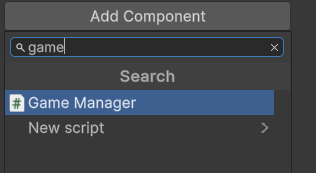 Add Component
game
Search
Game Manager
New script